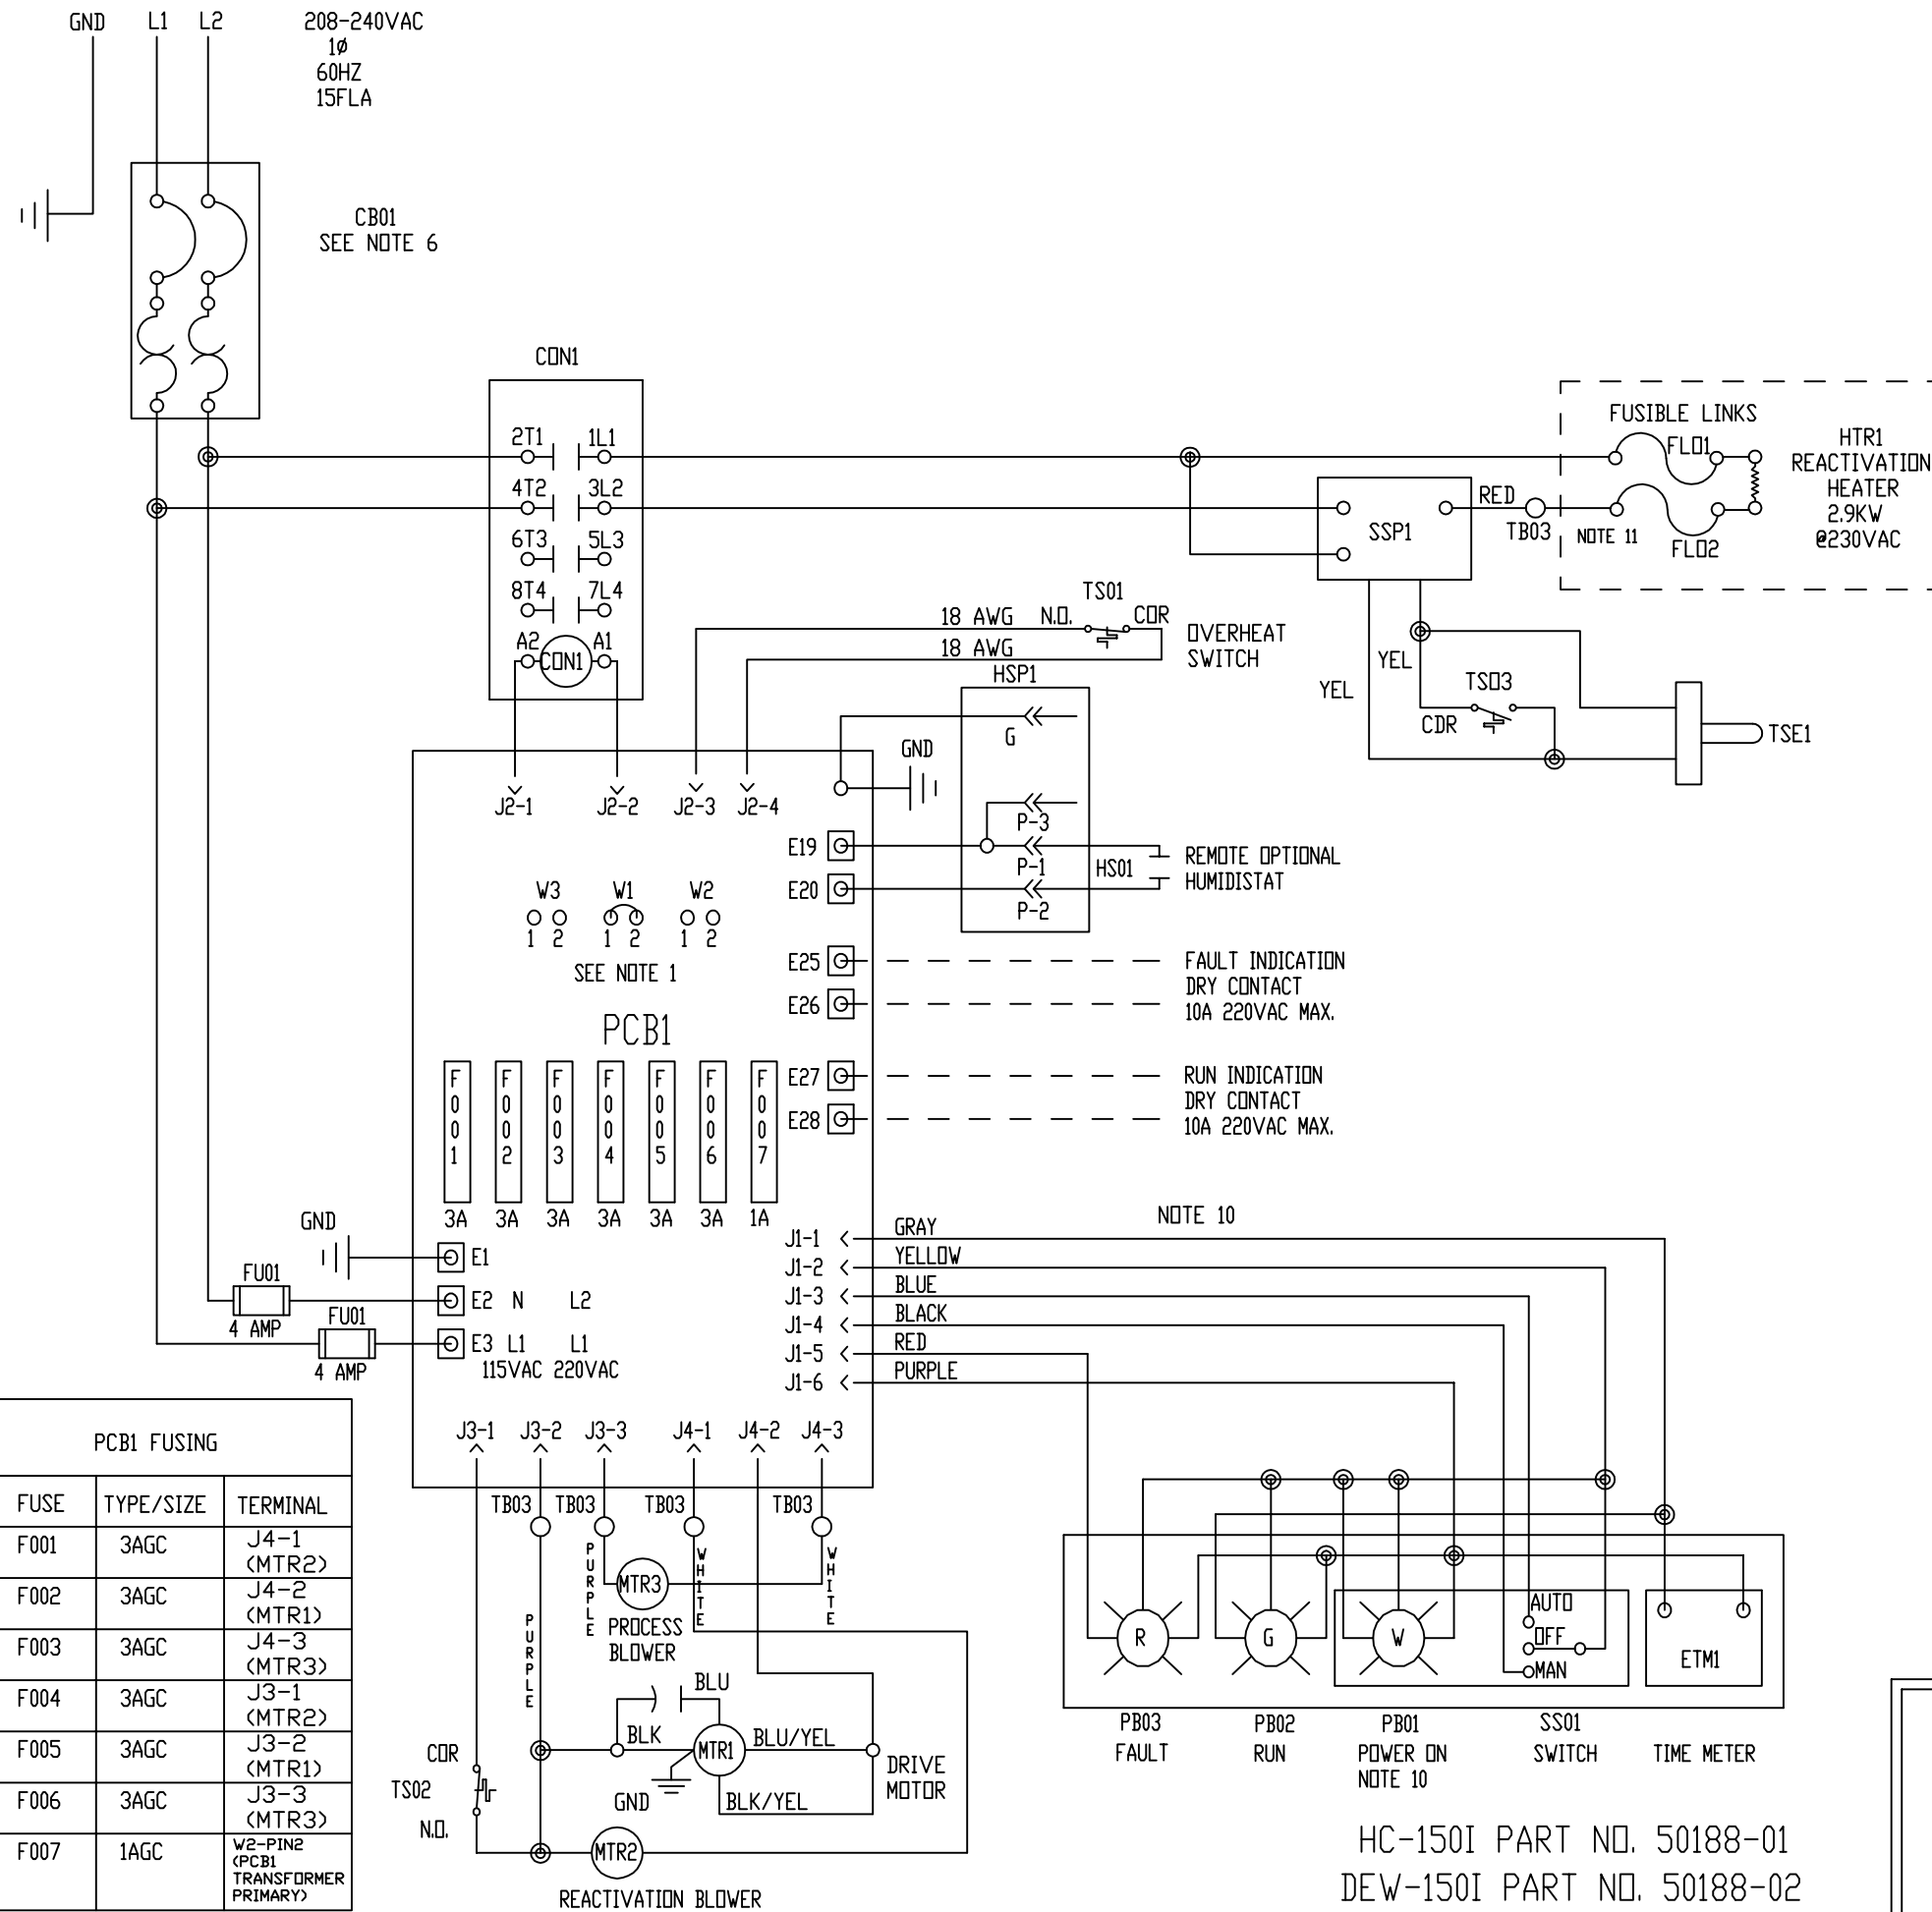 GND L1 L2 208-240VAC
1ø
60HZ
15FLA
CB01
SEE NOTE 6
CON1
2T1 1L1
4T2 3L2
6T3 5L3
8T4 7L4
A2 CON1 A1
FUSIBLE LINKS
FL01
FL02
NOTE 11
HTR1
REACTIVATION
HEATER
2.9KW
@230VAC
SSP1
RED
TB03
TS01
18 AWG N.O. COR
18 AWG
OVERHEAT
SWITCH
YEL
YEL
TS03
CDR
TSE1
HSP1
G
P-3
P-1
P-2
HS01
GND
J2-1 J2-2 J2-3 J2-4
E19
E20
REMOTE OPTIONAL
HUMIDISTAT
W3 W1 W2
1 2 1 2 1 2
SEE NOTE 1
E25
E26
FAULT INDICATION
DRY CONTACT
10A 220VAC MAX.
PCB1
E27
E28
RUN INDICATION
DRY CONTACT
10A 220VAC MAX.
F001 F002 F003 F004 F005 F006 F007
3A 3A 3A 3A 3A 3A 1A
GND
E1
FU01
4 AMP
E2 N L2
FU01
4 AMP
E3 L1 L1
115VAC 220VAC
NOTE 10
J1-1 GRAY
J1-2 YELLOW
J1-3 BLUE
J1-4 BLACK
J1-5 RED
J1-6 PURPLE
J3-1 J3-2 J3-3 J4-1 J4-2 J4-3
TB03 TB03 TB03 TB03
PURPLE
PURPLE
WHITE
WHITE
MTR3
PROCESS
BLOWER
BLU
BLK
MTR1
BLU/YEL
BLK/YEL
GND
DRIVE
MOTOR
COR
TS02
N.O.
MTR2
REACTIVATION BLOWER
R G W
AUTO
OFF
MAN
ETM1
PB03
FAULT
PB02
RUN
PB01
POWER ON
NOTE 10
SS01
SWITCH
TIME METER
PCB1 FUSING
FUSE TYPE/SIZE TERMINAL
F001 3AGC J4-1
(MTR2)
F002 3AGC J4-2
(MTR1)
F003 3AGC J4-3
(MTR3)
F004 3AGC J3-1
(MTR2)
F005 3AGC J3-2
(MTR1)
F006 3AGC J3-3
(MTR3)
F007 1AGC W2-PIN2
(PCB1
TRANSFORMER
PRIMARY)
HC-150I PART NO. 50188-01
DEW-150I PART NO. 50188-02